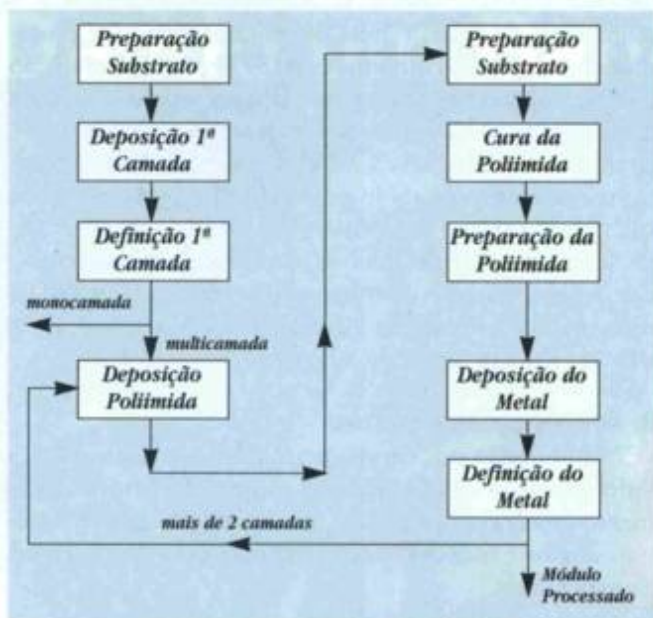 Preparação
Substrato
Deposição 1ª
Camada
Definição 1ª
Camada
monocamada
multicamada
Deposição
Poliimida
mais de 2 camadas
Preparação
Substrato
Cura da
Poliimida
Preparação da
Poliimida
Deposição do
Metal
Definição do
Metal
Módulo
Processado